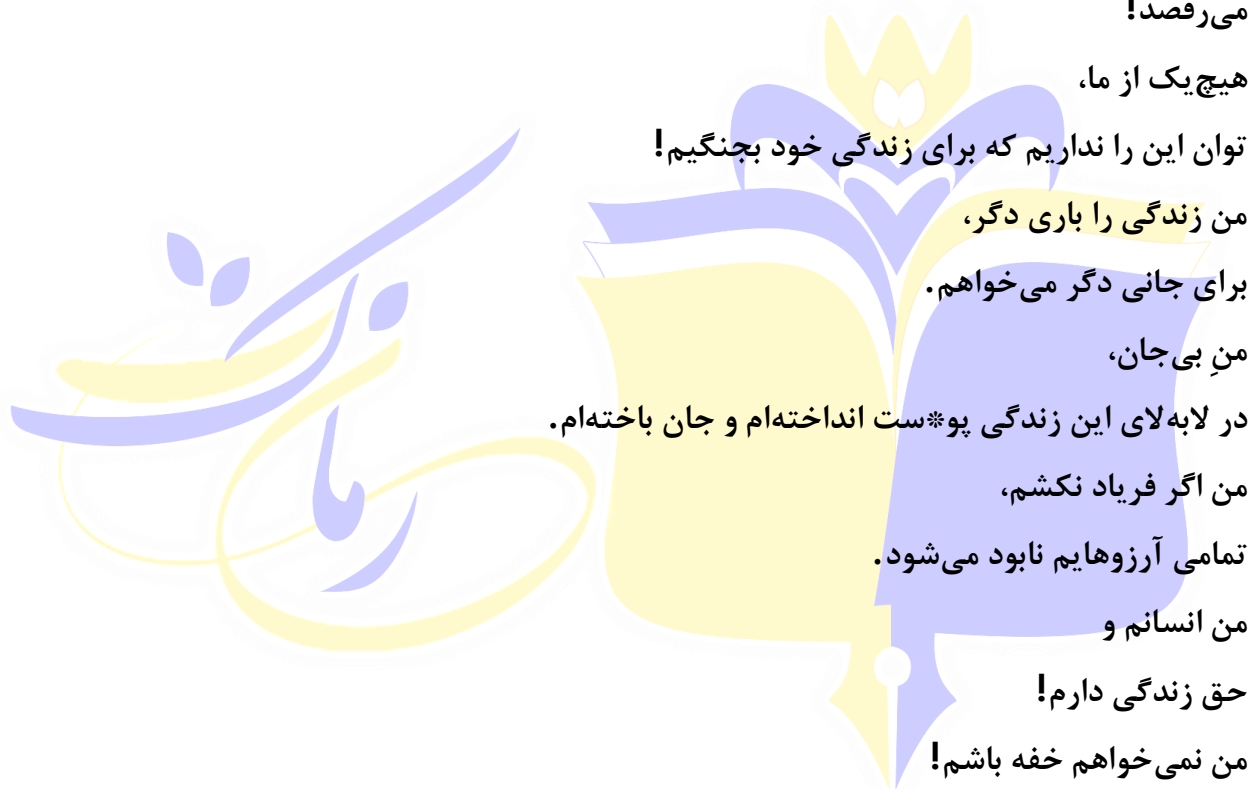 می‌رقصد!
هیچ‌یک از ما،
توان این را نداریم که برای زندگی خود بجنگیم!
من زندگی را باری دگر،
برای جانی دگر می‌خواهم.
منِ بی‌جان،
در لابه‌لای این زندگی پو*ست انداخته‌ام و جان باخته‌ام.
من اگر فریاد نکشم،
تمامی آرزوهایم نابود می‌شود.
من انسانم و
حق زندگی دارم!
من نمی‌خواهم خفه باشم!